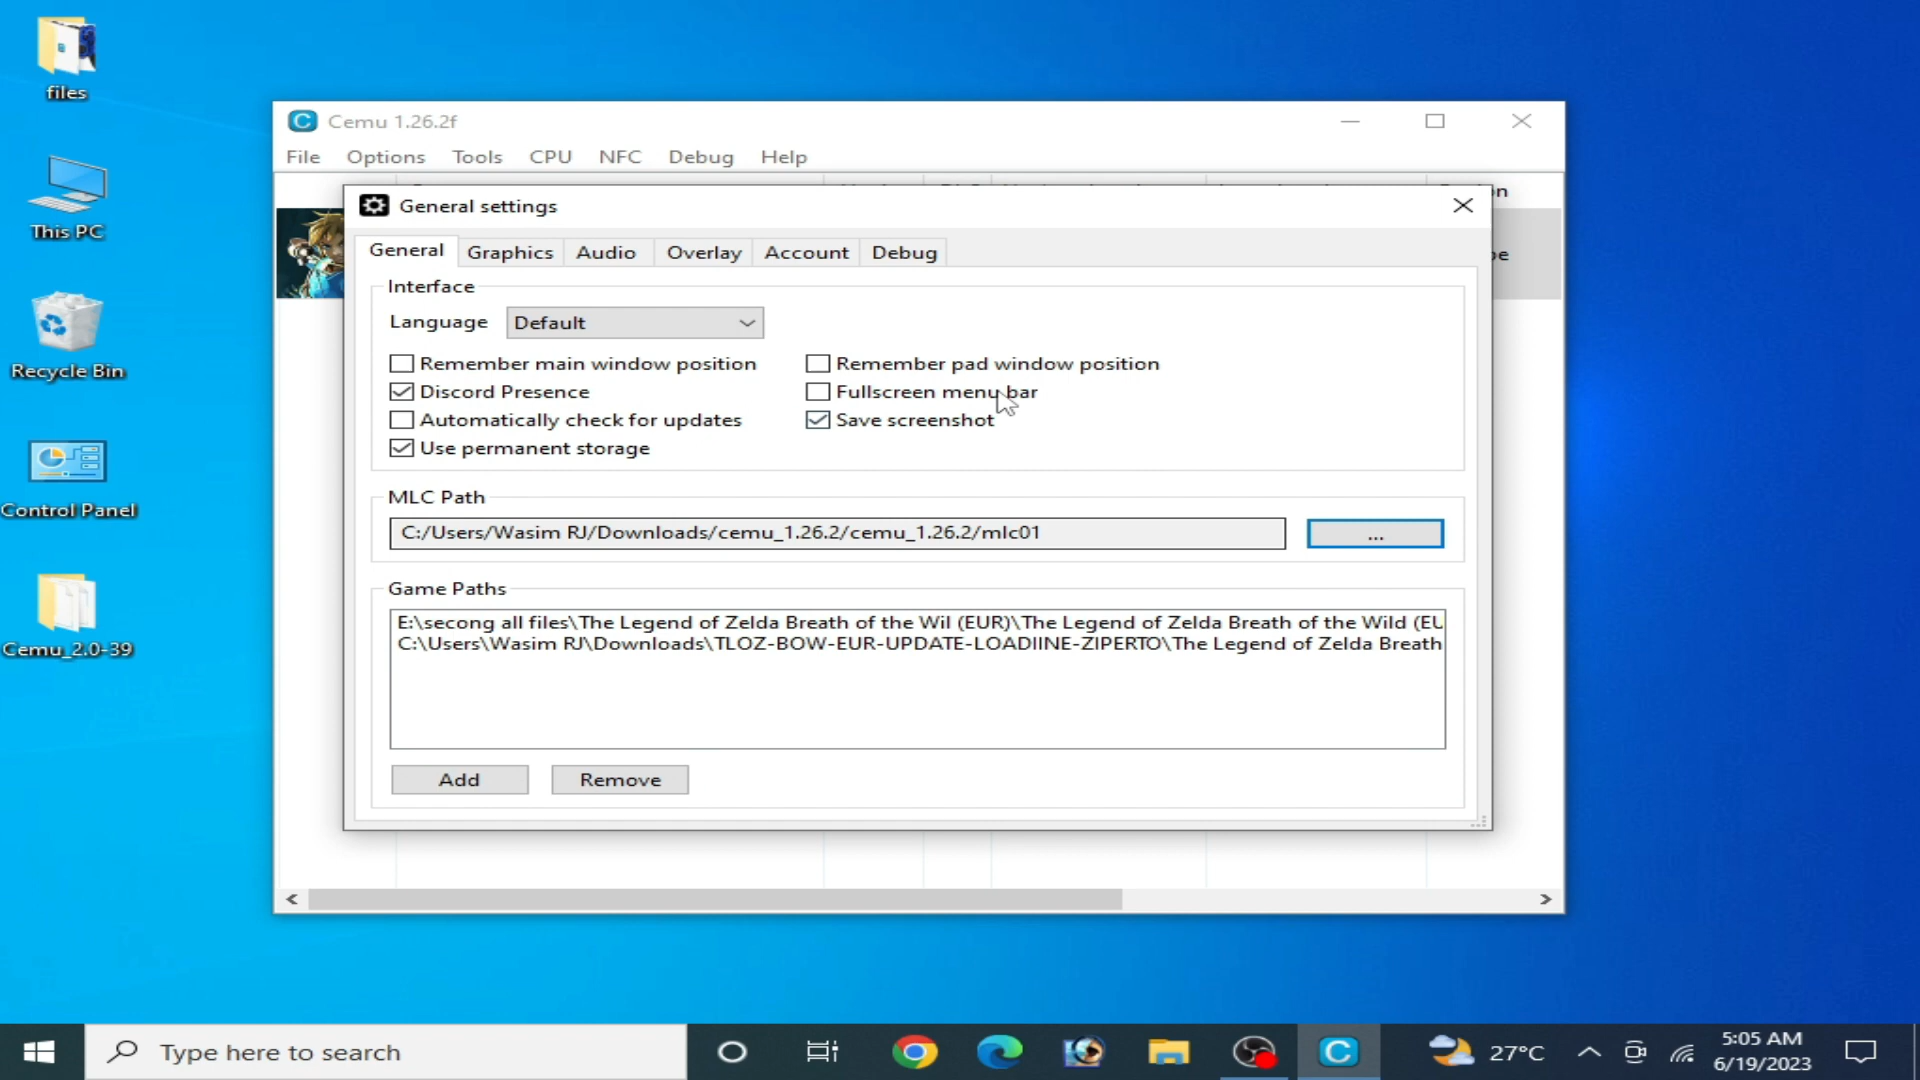 files
This PC
Recycle Bin
Control Panel
Cemu_2.0-39
Cemu 1.26.2f
File Options Tools CPU NFC Debug Help
General settings
General Graphics Audio Overlay Account Debug
Interface
Language Default
Remember main window position Remember pad window position
Discord Presence Fullscreen menu bar
Automatically check for updates Save screenshot
Use permanent storage
MLC Path
C:/Users/Wasim RJ/Downloads/cemu_1.26.2/cemu_1.26.2/mlc01 ...
Game Paths
E:\secong all files\The Legend of Zelda Breath of the Wil (EUR)\The Legend of Zelda Breath of the Wild (EU
C:\Users\Wasim RJ\Downloads\TLOZ-BOW-EUR-UPDATE-LOADIINE-ZIPERTO\The Legend of Zelda Breath
Add Remove
Type here to search
27°C
5:05 AM
6/19/2023